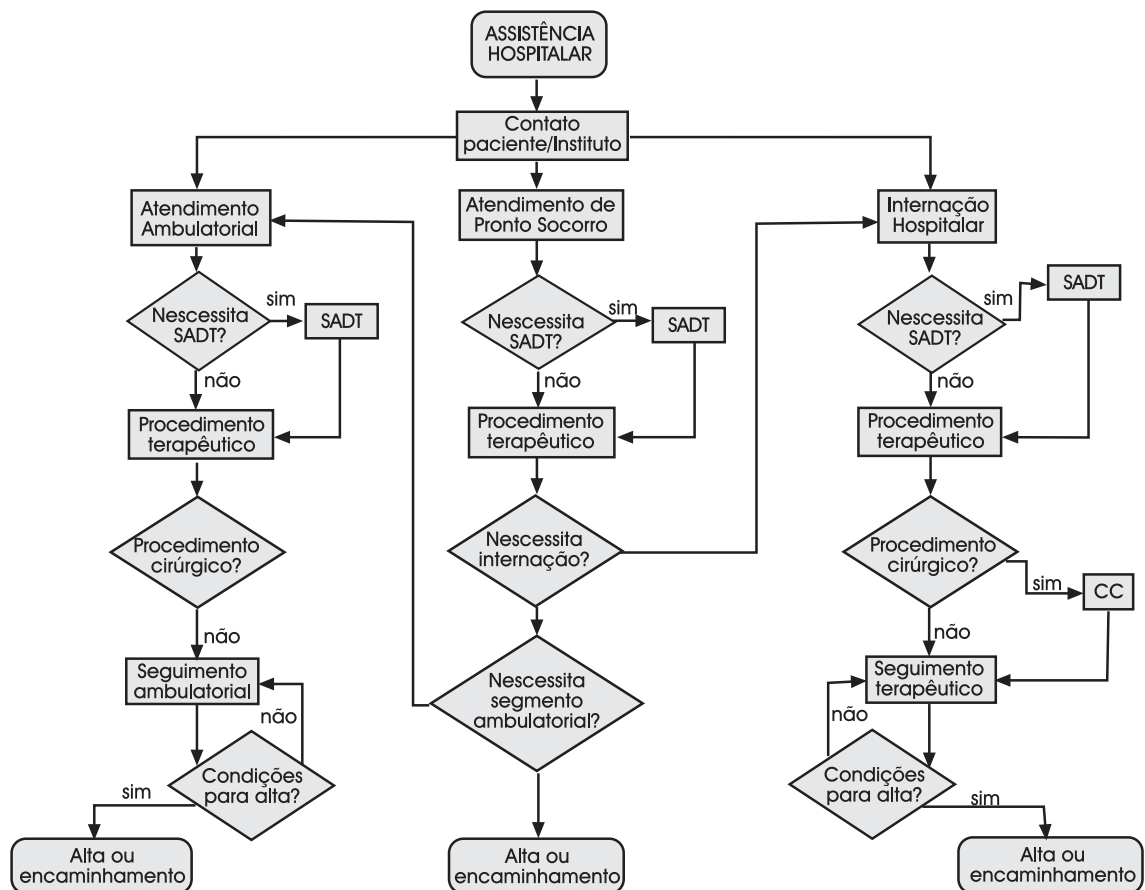 ASSISTÊNCIA
HOSPITALAR
Contato
paciente/Instituto
Atendimento
Ambulatorial
Atendimento de
Pronto Socorro
Internação
Hospitalar
Nescessita
SADT?
sim
SADT
não
Nescessita
SADT?
sim
SADT
não
Nescessita
SADT?
sim
SADT
não
Procedimento
terapêutico
Procedimento
terapêutico
Procedimento
terapêutico
Procedimento
cirúrgico?
não
Nescessita
internação?
Procedimento
cirúrgico?
sim
CC
não
Seguimento
ambulatorial
não
Nescessita
segmento
ambulatorial?
Seguimento
terapêutico
não
Condições
para alta?
sim
Condições
para alta?
sim
Alta ou
encaminhamento
Alta ou
encaminhamento
Alta ou
encaminhamento